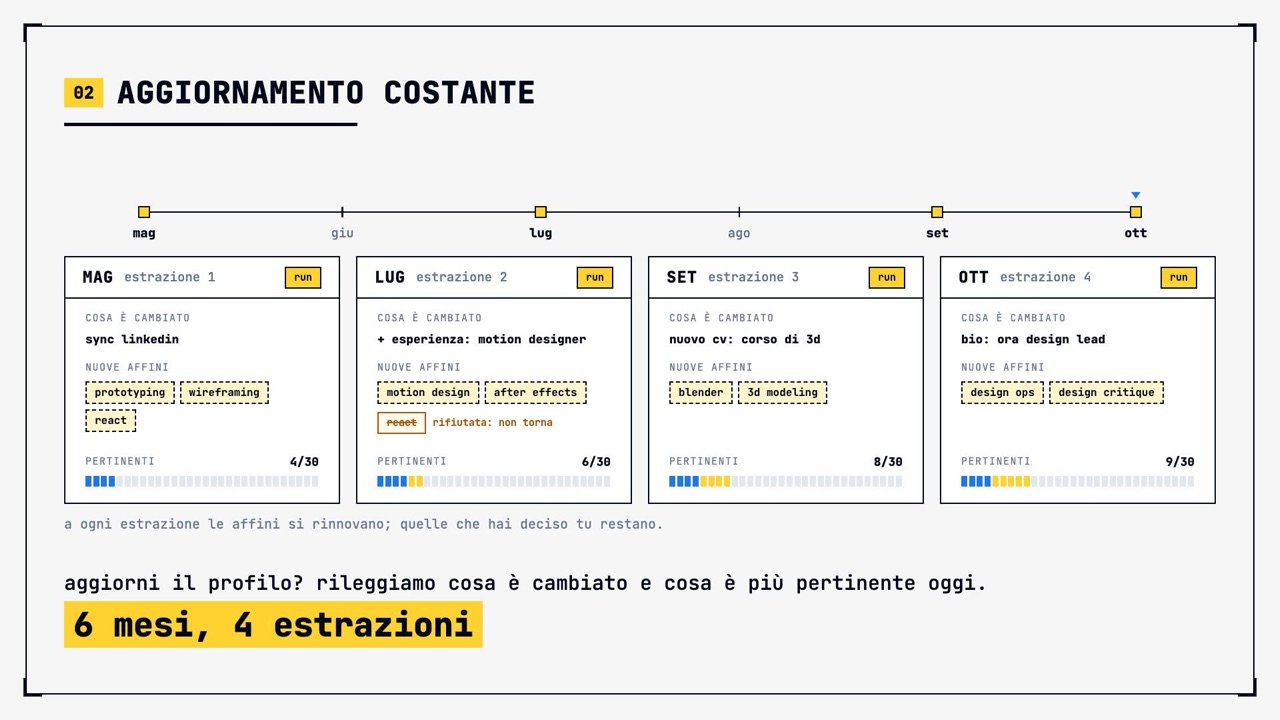 02 AGGIORNAMENTO COSTANTE
mag giu lug ago set ott
MAG estrazione 1 run
COSA È CAMBIATO
sync linkedin
NUOVE AFFINI
prototyping wireframing
react
PERTINENTI 4/30
LUG estrazione 2 run
COSA È CAMBIATO
+ esperienza: motion designer
NUOVE AFFINI
motion design after effects
react rifiutata: non torna
PERTINENTI 6/30
SET estrazione 3 run
COSA È CAMBIATO
nuovo cv: corso di 3d
NUOVE AFFINI
blender 3d modeling
PERTINENTI 8/30
OTT estrazione 4 run
COSA È CAMBIATO
bio: ora design lead
NUOVE AFFINI
design ops design critique
PERTINENTI 9/30
a ogni estrazione le affini si rinnovano; quelle che hai deciso tu restano.
aggiorni il profilo? rileggiamo cosa è cambiato e cosa è più pertinente oggi.
6 mesi, 4 estrazioni